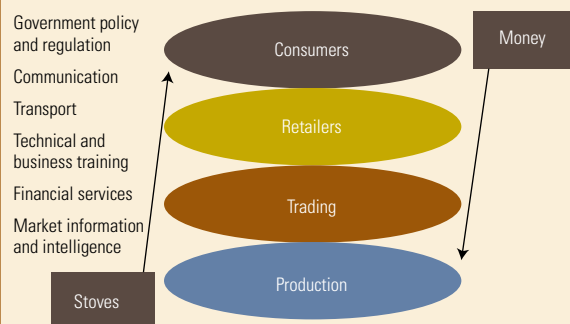 Government policy
and regulation
Communication
Transport
Technical and
business training
Financial services
Market information
and intelligence
Stoves
Consumers
Retailers
Trading
Production
Money